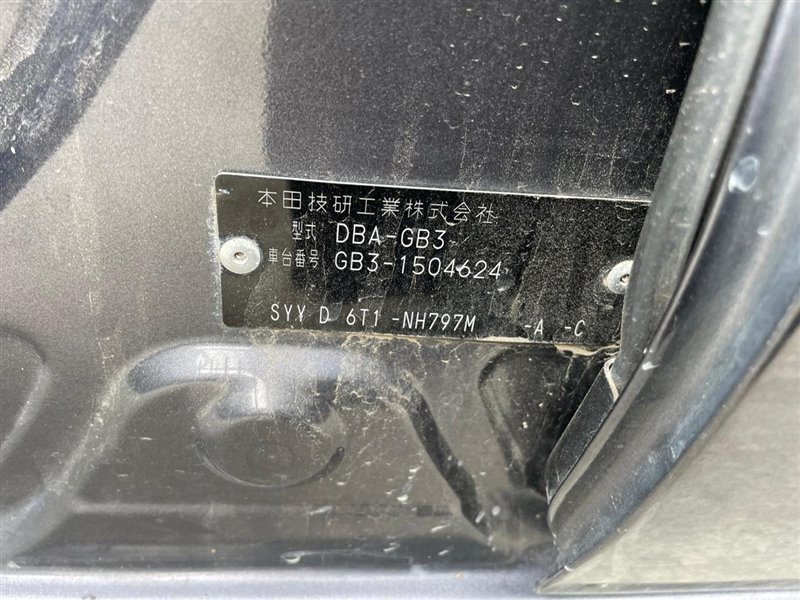 本田技研工業株式会社
型式 DBA-GB3
車台番号 GB3-1504624
SYY D 6T1 -NH797M -A -C